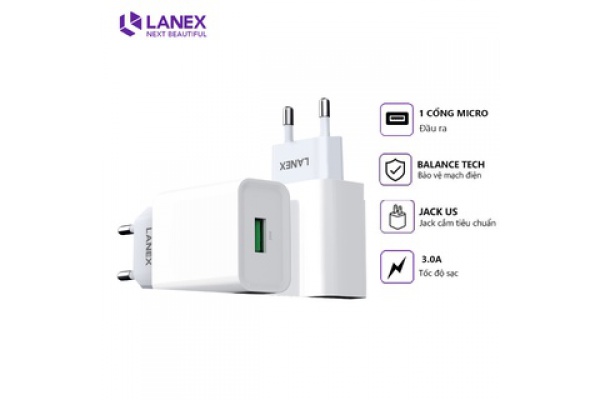 LANEX
NEXT BEAUTIFUL
1 CỔNG MICRO
Đầu ra
BALANCE TECH
Bảo vệ mạch điện
JACK US
Jack cắm tiêu chuẩn
3.0A
Tốc độ sạc
LANEX
LANEX